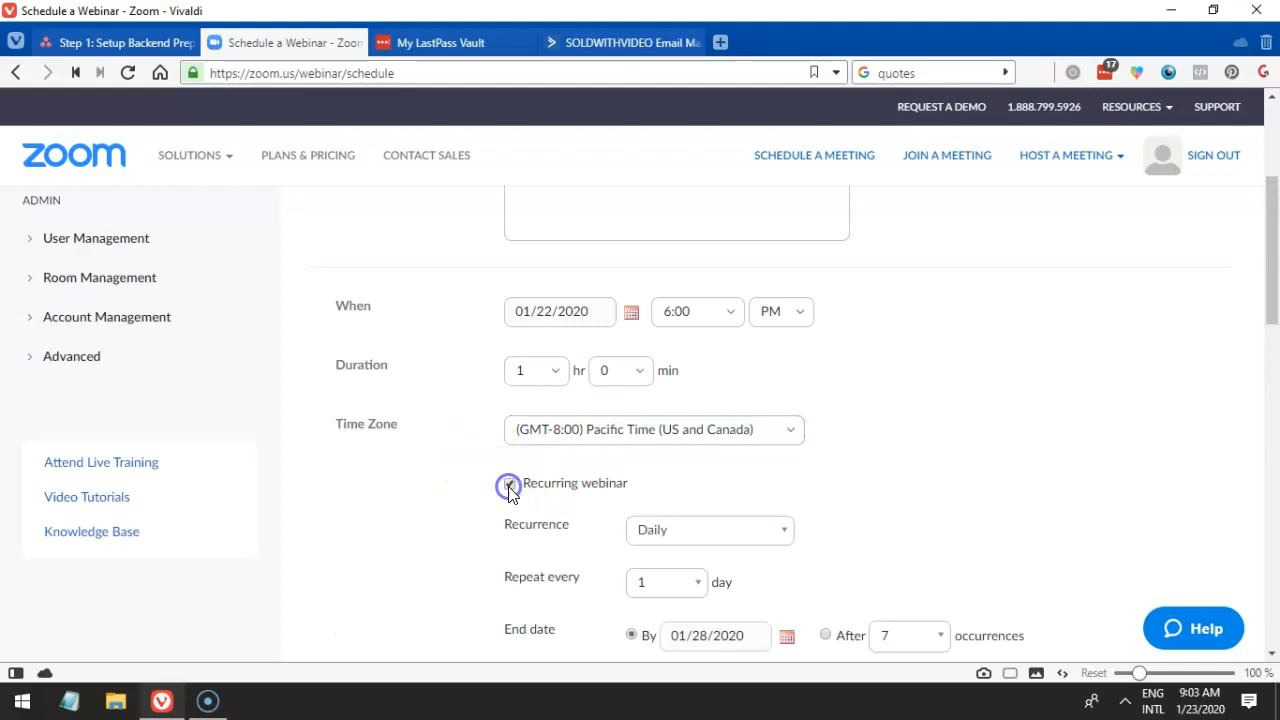 Schedule a Webinar - Zoom - Vivaldi
Step 1: Setup Backend Prep
Schedule a Webinar - Zoom
My LastPass Vault
SOLDWITHVIDEO Email Ma
https://zoom.us/webinar/schedule
quotes
17
REQUEST A DEMO 1.888.799.5926 RESOURCES SUPPORT
zoom SOLUTIONS PLANS & PRICING CONTACT SALES SCHEDULE A MEETING JOIN A MEETING HOST A MEETING SIGN OUT
ADMIN
User Management
Room Management
Account Management
Advanced
Attend Live Training
Video Tutorials
Knowledge Base
When 01/22/2020 6:00 PM
Duration 1 hr 0 min
Time Zone (GMT-8:00) Pacific Time (US and Canada)
Recurring webinar
Recurrence Daily
Repeat every 1 day
End date By 01/28/2020 After 7 occurrences
Help
Reset 100 %
ENG 9:03 AM
INTL 1/23/2020